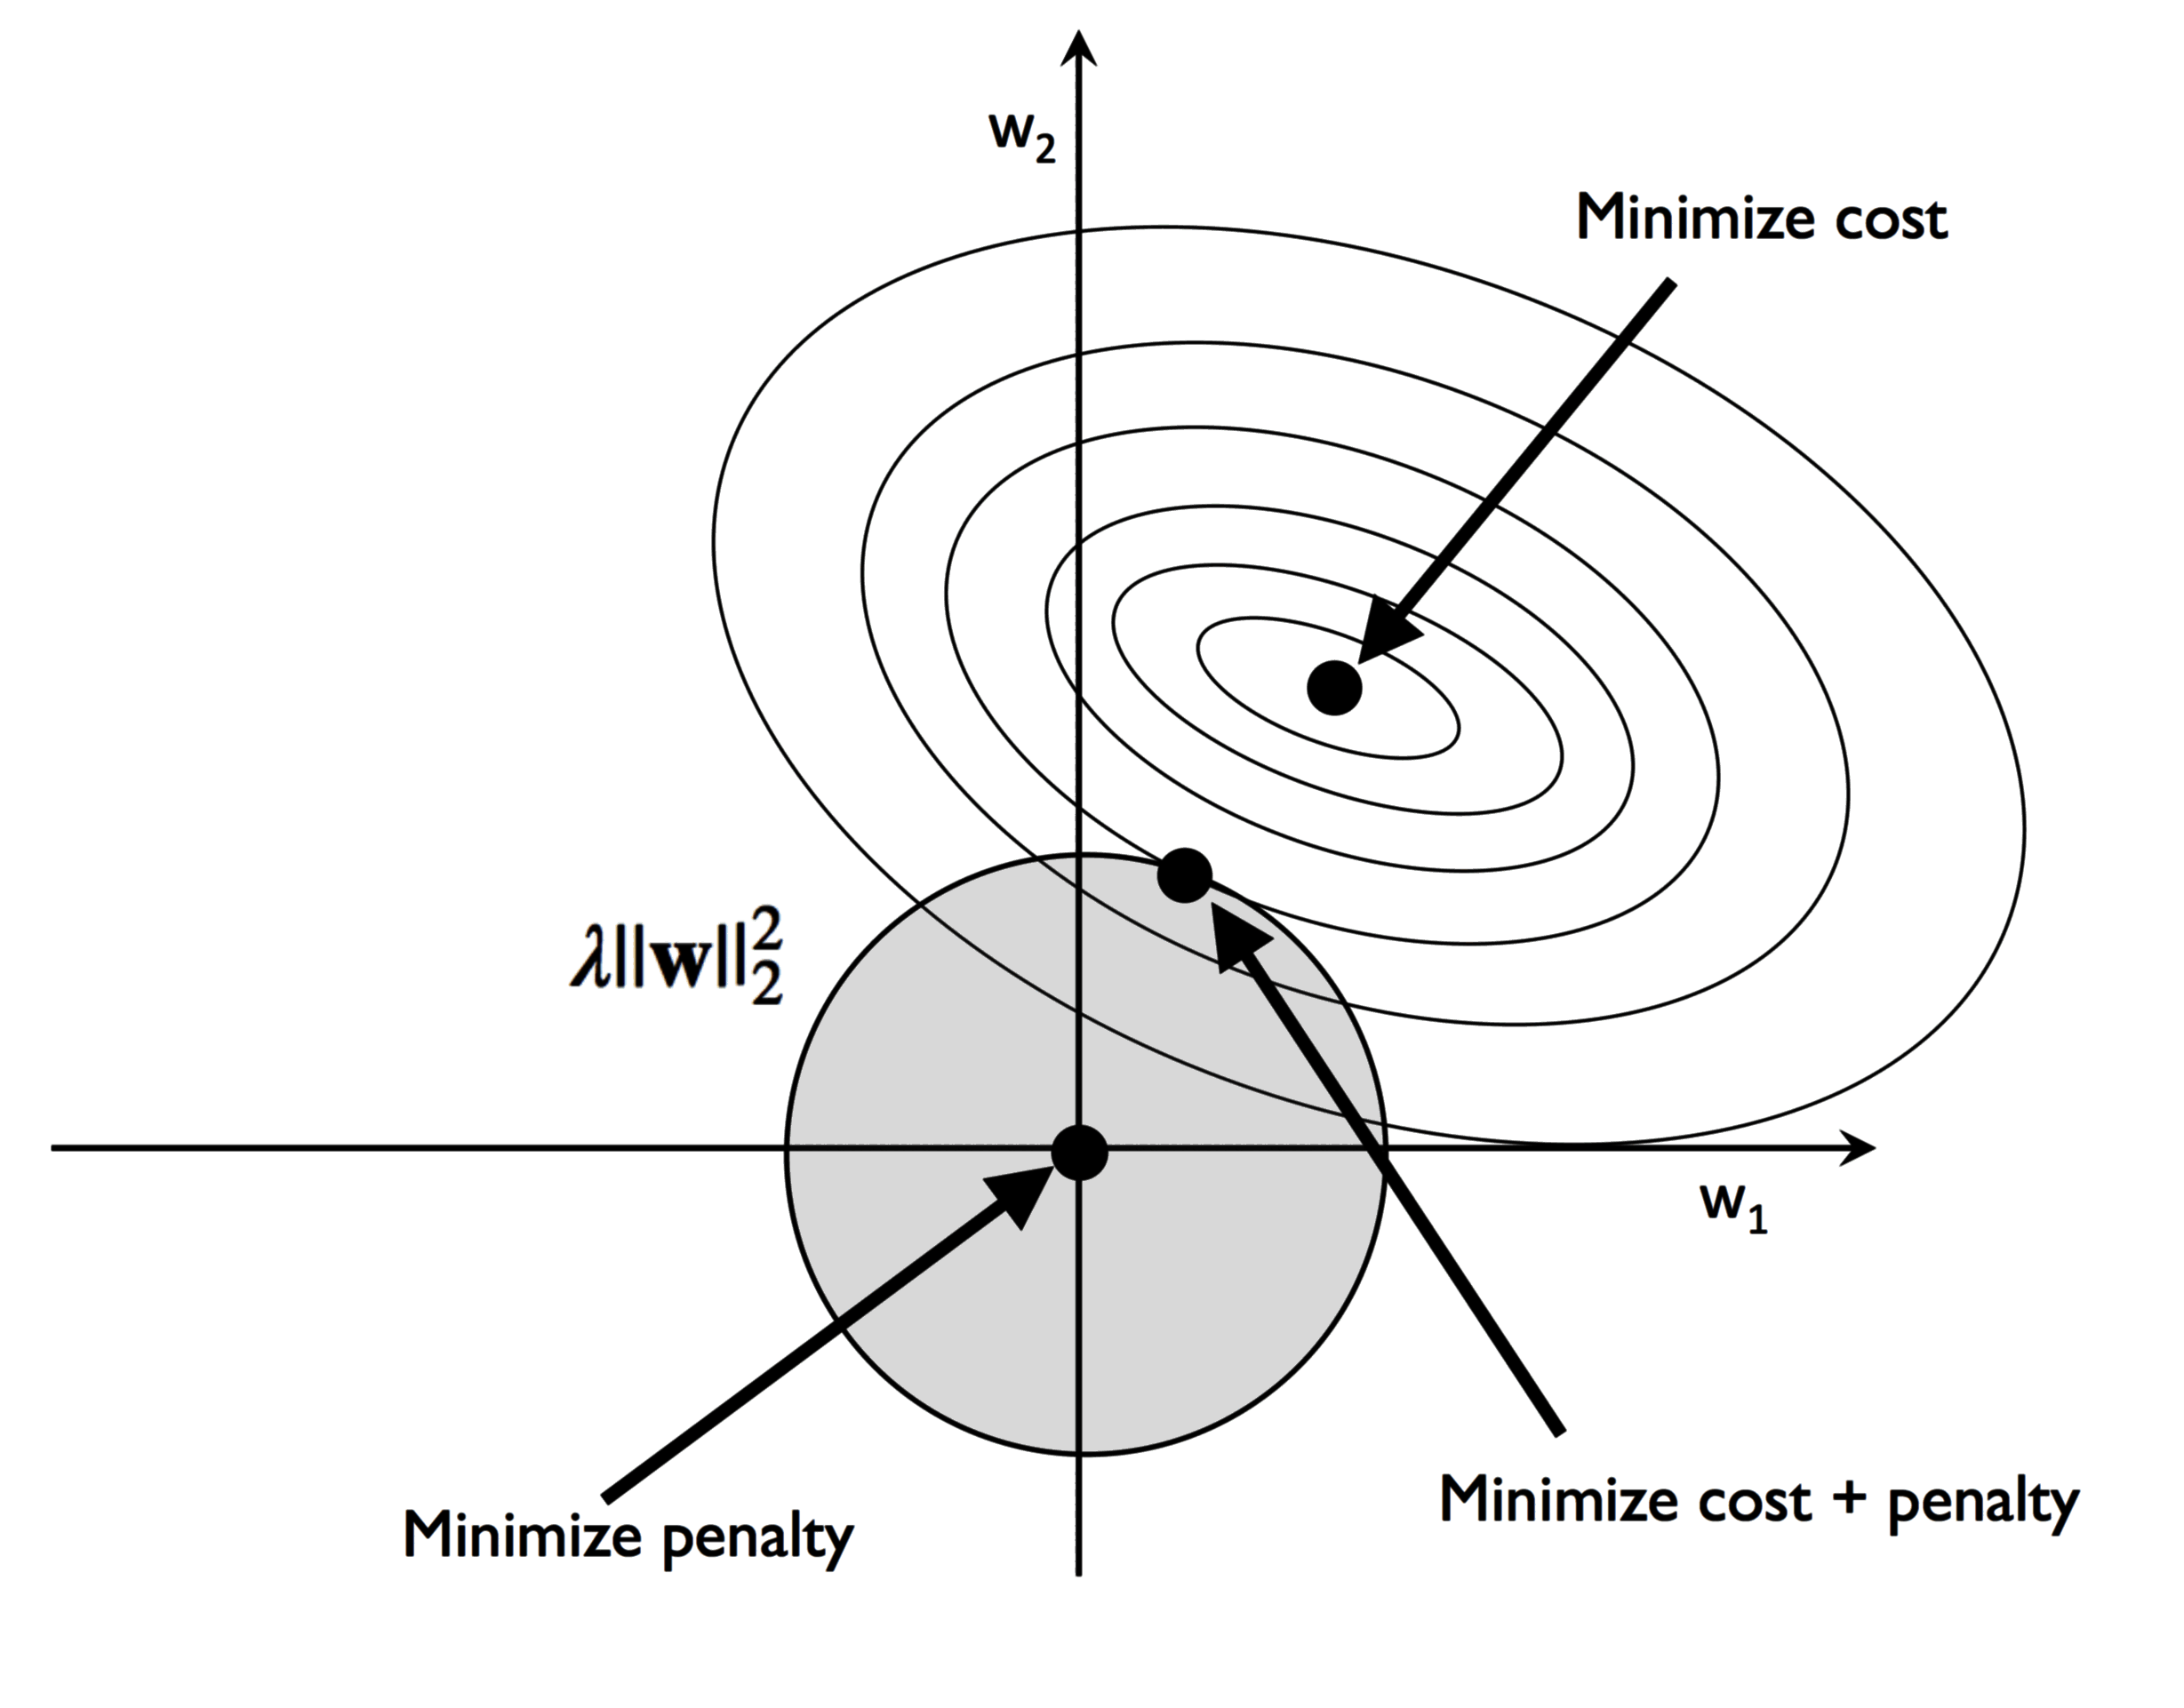 w₂
Minimize cost
λ||w||₂²
w₁
Minimize cost + penalty
Minimize penalty